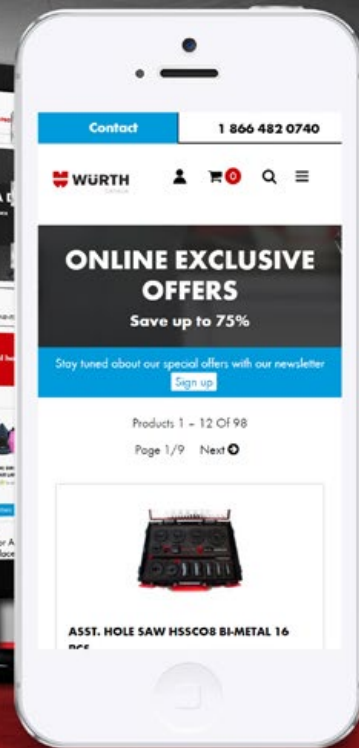 Contact 1 866 482 0740
WÜRTH
0
ONLINE EXCLUSIVE
OFFERS
Save up to 75%
Stay tuned about our special offers with our newsletter
Sign up
Products 1 - 12 Of 98
Page 1/9 Next
ASST. HOLE SAW HSSCO8 BI-METAL 16